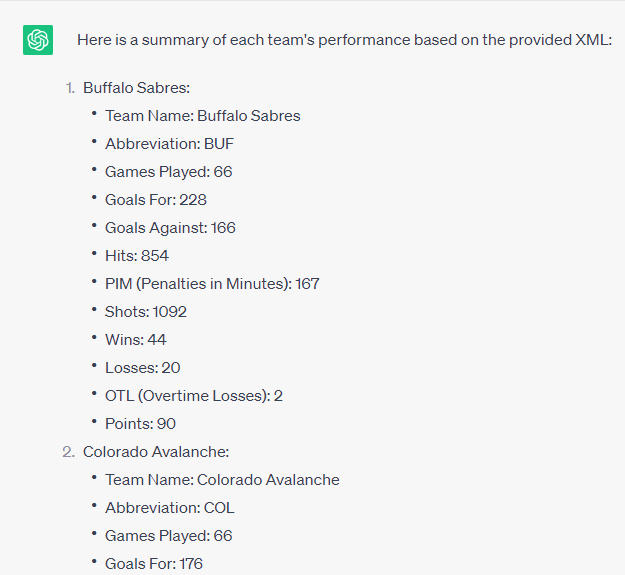 Here is a summary of each team's performance based on the provided XML:
1. Buffalo Sabres:
• Team Name: Buffalo Sabres
• Abbreviation: BUF
• Games Played: 66
• Goals For: 228
• Goals Against: 166
• Hits: 854
• PIM (Penalties in Minutes): 167
• Shots: 1092
• Wins: 44
• Losses: 20
• OTL (Overtime Losses): 2
• Points: 90
2. Colorado Avalanche:
• Team Name: Colorado Avalanche
• Abbreviation: COL
• Games Played: 66
• Goals For: 176